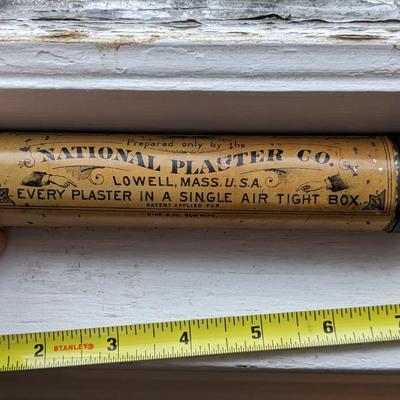 Prepared only by the
NATIONAL PLASTER CO.
LOWELL, MASS. U.S.A.
EVERY PLASTER IN A SINGLE AIR TIGHT BOX.
PATENT APPLIED FOR
2 STANLEY® 3 4 5 6 7